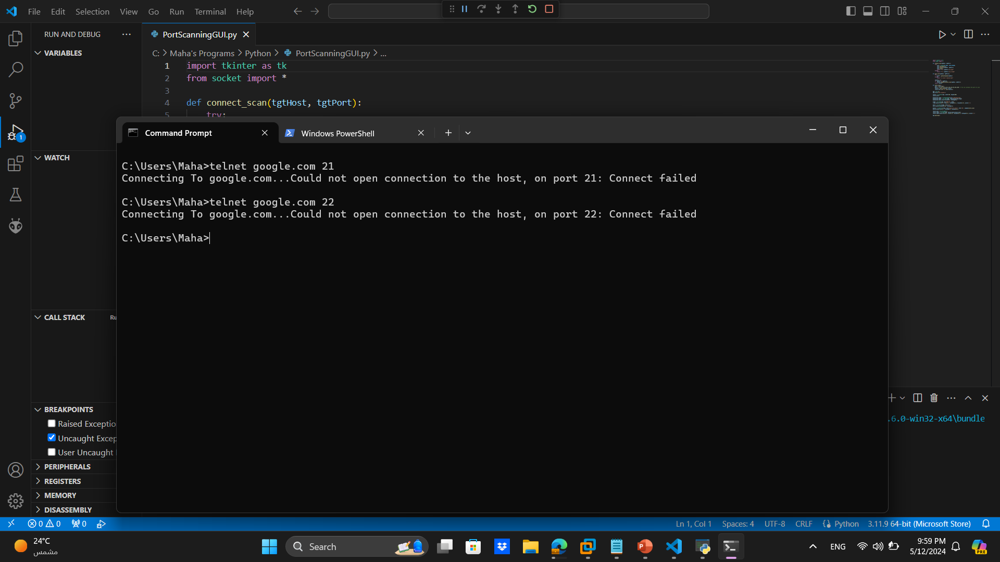 File Edit Selection View Go Run Terminal Help
RUN AND DEBUG
PortScanningGUI.py
VARIABLES
C: > Maha's Programs > Python > PortScanningGUI.py > ...
1 import tkinter as tk
2 from socket import *
3
4 def connect_scan(tgtHost, tgtPort):
5 try:
Command Prompt
Windows PowerShell
C:\Users\Maha>telnet google.com 21
Connecting To google.com...Could not open connection to the host, on port 21: Connect failed
C:\Users\Maha>telnet google.com 22
Connecting To google.com...Could not open connection to the host, on port 22: Connect failed
C:\Users\Maha>
1
WATCH
CALL STACK Ru
BREAKPOINTS
Raised Exceptio
Uncaught Excep
User Uncaught
PERIPHERALS
REGISTERS
MEMORY
DISASSEMBLY
.6.0-win32-x64\bundle
0 0 0
Ln 1, Col 1 Spaces: 4 UTF-8 CRLF Python 3.11.9 64-bit (Microsoft Store)
24°C
مشمس
Search
ENG
9:59 PM
5/12/2024
PRE